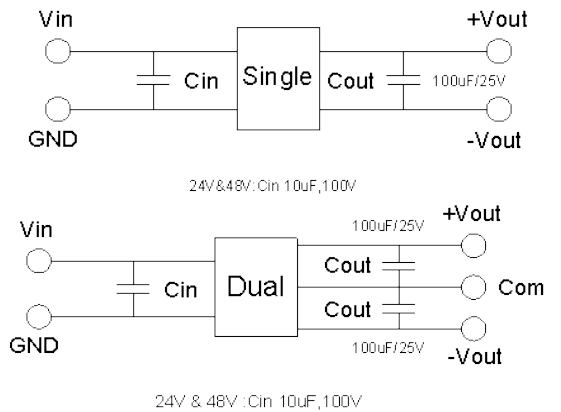 Vin
+Vout
Cin
Single
Cout
100uF/25V
GND
-Vout
24V&48V:Cin 10uF,100V
Vin
100uF/25V
+Vout
Cout
Cin
Dual
Com
Cout
GND
100uF/25V
-Vout
24V & 48V :Cin 10uF,100V